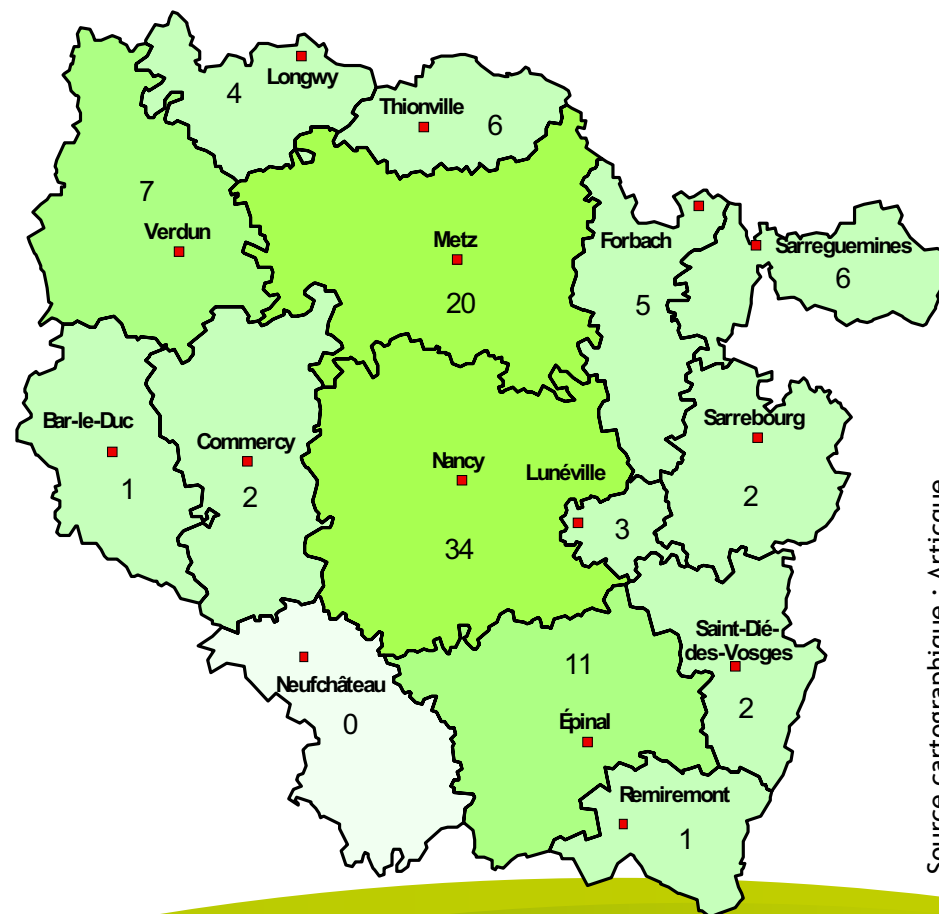 Longwy
4
Thionville
6
7
Verdun
Metz
20
Forbach
5
Sarreguemines
6
Bar-le-Duc
1
Commercy
2
Nancy
34
Lunéville
3
Sarrebourg
2
Saint-Dié-
des-Vosges
2
11
Épinal
Neufchâteau
0
Remiremont
1
Source cartographique : Articque